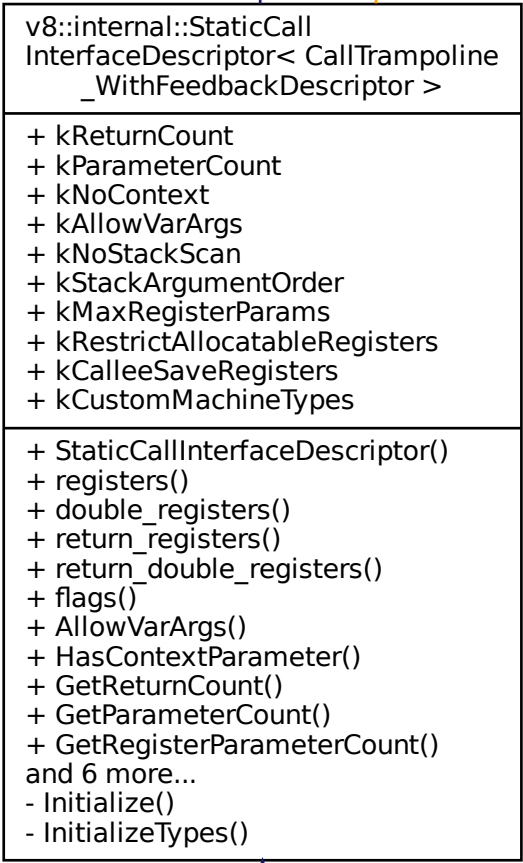 v8::internal::StaticCall
InterfaceDescriptor< CallTrampoline
_WithFeedbackDescriptor >
+ kReturnCount
+ kParameterCount
+ kNoContext
+ kAllowVarArgs
+ kNoStackScan
+ kStackArgumentOrder
+ kMaxRegisterParams
+ kRestrictAllocatableRegisters
+ kCalleeSaveRegisters
+ kCustomMachineTypes
+ StaticCallInterfaceDescriptor()
+ registers()
+ double_registers()
+ return_registers()
+ return_double_registers()
+ flags()
+ AllowVarArgs()
+ HasContextParameter()
+ GetReturnCount()
+ GetParameterCount()
+ GetRegisterParameterCount()
and 6 more...
- Initialize()
- InitializeTypes()